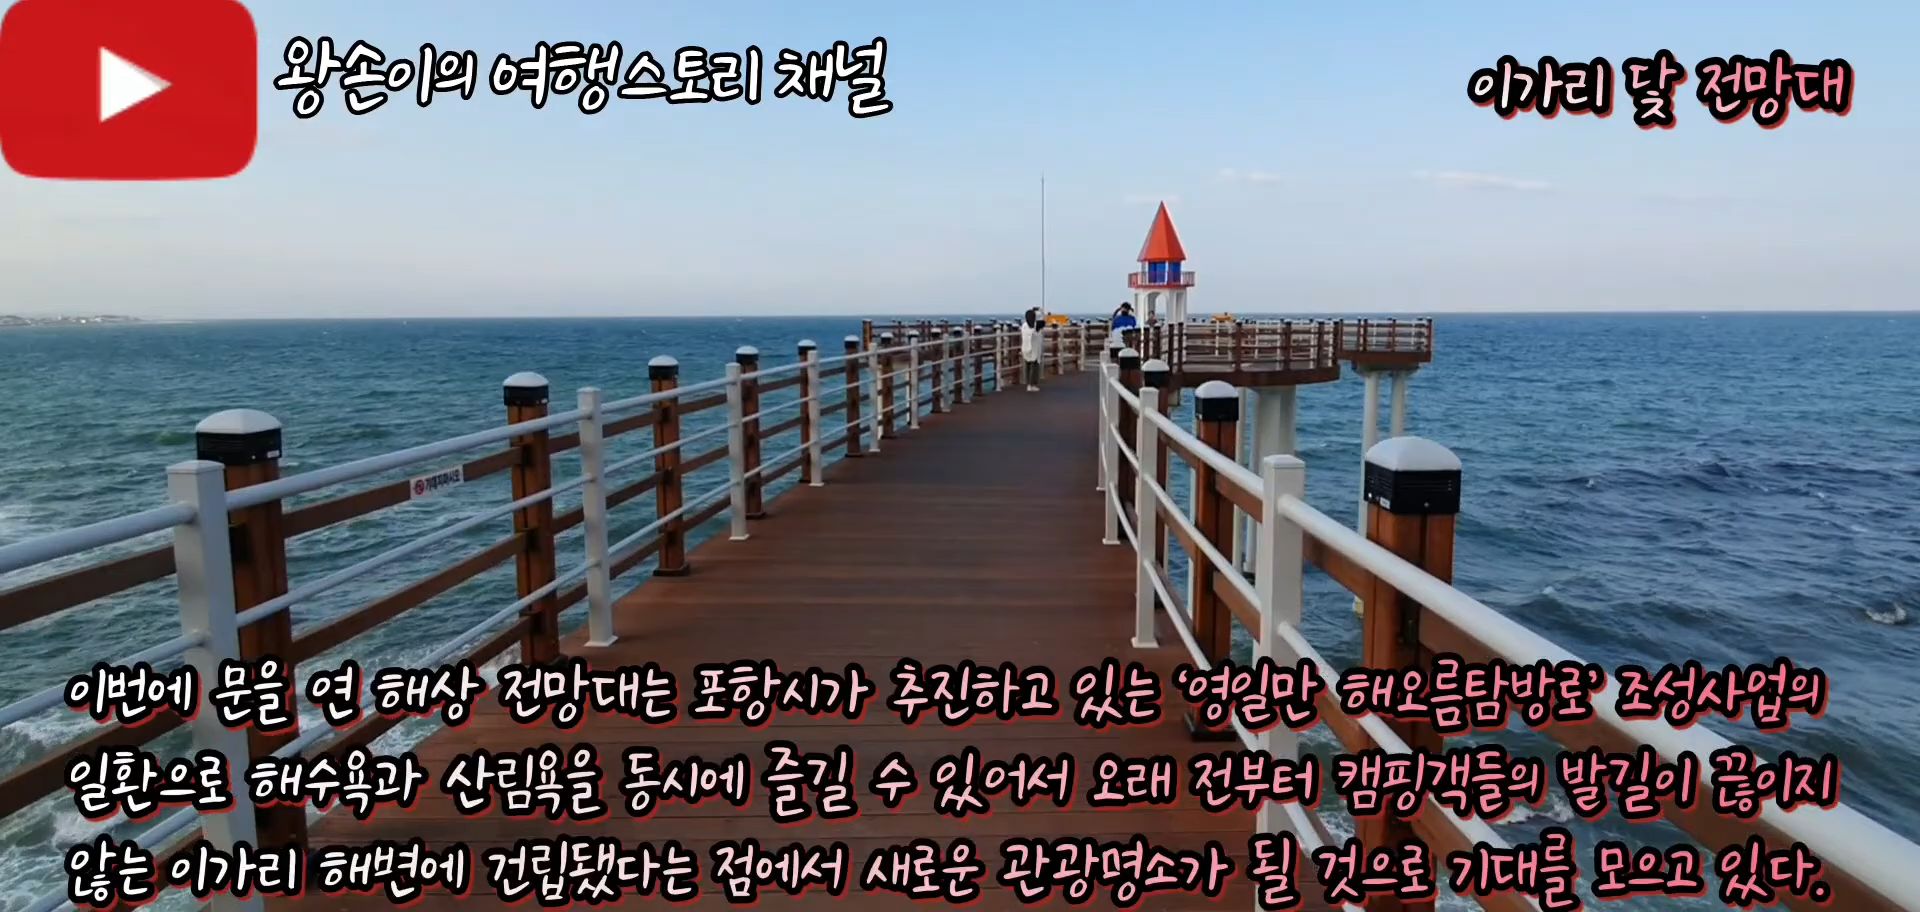 왕손이의 여행스토리 채널
이가리 닻 전망대
기대지마시오
이번에 문을 연 해상 전망대는 포항시가 추진하고 있는 ‘영일만 해오름탐방로’ 조성사업의
일환으로 해수욕과 산림욕을 동시에 즐길 수 있어서 오래 전부터 캠핑객들의 발길이 끊이지
않는 이가리 해변에 건립됐다는 점에서 새로운 관광명소가 될 것으로 기대를 모으고 있다.